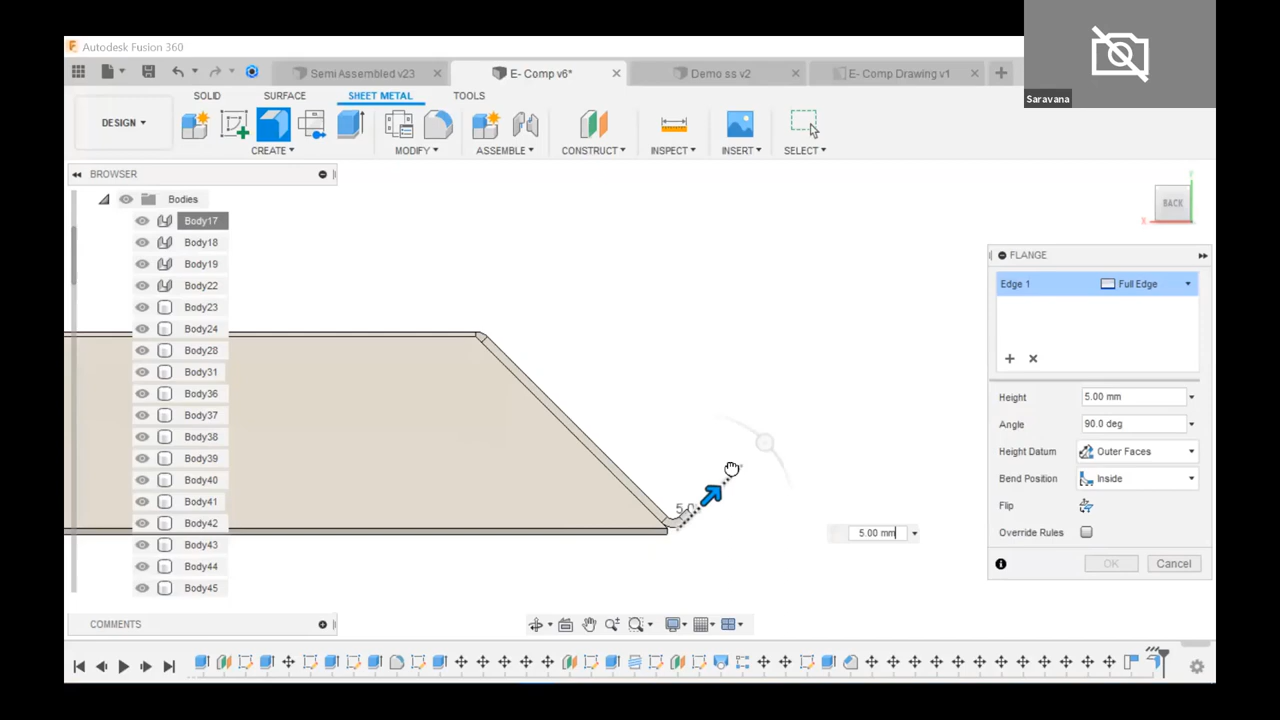 Autodesk Fusion 360
Saravana
Semi Assembled v23
E- Comp v6*
Demo ss v2
E- Comp Drawing v1
SOLID
SURFACE
SHEET METAL
TOOLS
DESIGN
CREATE
MODIFY
ASSEMBLE
CONSTRUCT
INSPECT
INSERT
SELECT
BROWSER
Bodies
Body17
Body18
Body19
Body22
Body23
Body24
Body28
Body31
Body36
Body37
Body38
Body39
Body40
Body41
Body42
Body43
Body44
Body45
Y
BACK
X
5.0
5.00 mm
FLANGE
Edge 1 Full Edge
Height 5.00 mm
Angle 90.0 deg
Height Datum Outer Faces
Bend Position Inside
Flip
Override Rules
OK Cancel
COMMENTS